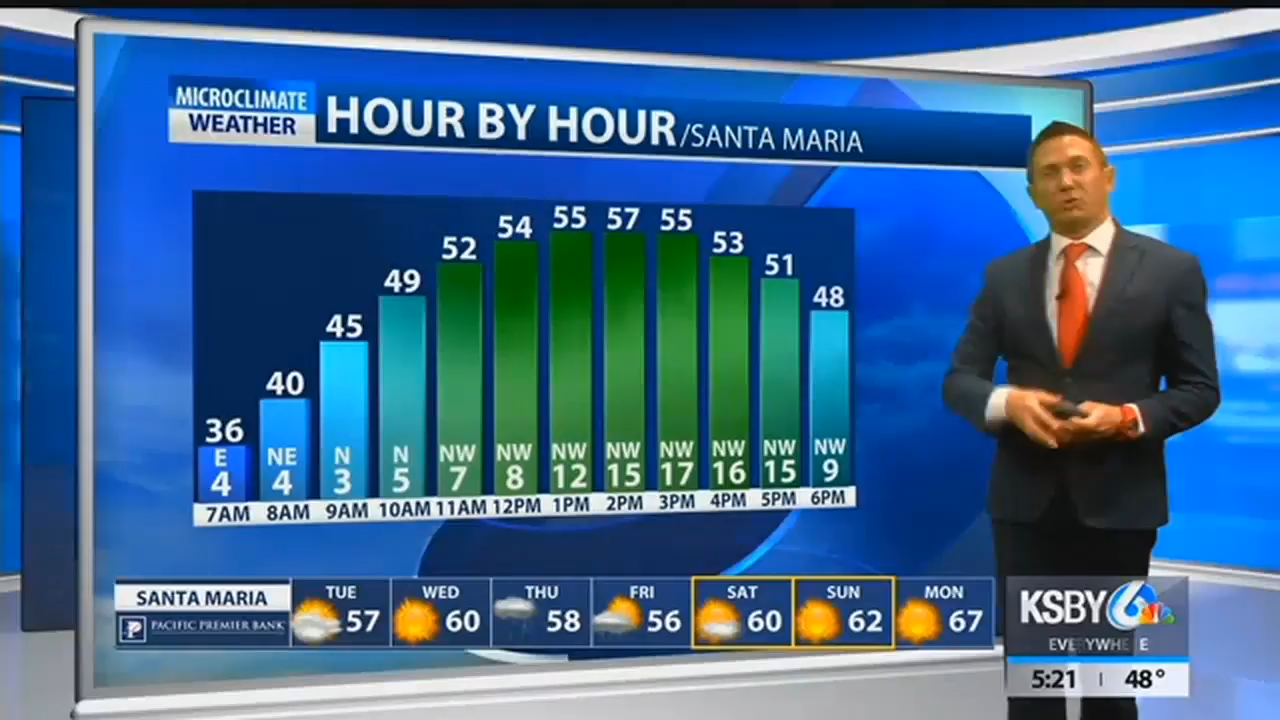 MICROCLIMATE
WEATHER
HOUR BY HOUR/SANTA MARIA
36 40 45 49 52 54 55 57 55 53 51 48
E NE N N NW NW NW NW NW NW NW NW
4 4 3 5 7 8 12 15 17 16 15 9
7AM 8AM 9AM 10AM 11AM 12PM 1PM 2PM 3PM 4PM 5PM 6PM
SANTA MARIA
PACIFIC PREMIER BANK
TUE WED THU FRI SAT SUN MON
57 60 58 56 60 62 67
KSBY 6
EVERYWHERE
5:21 48°